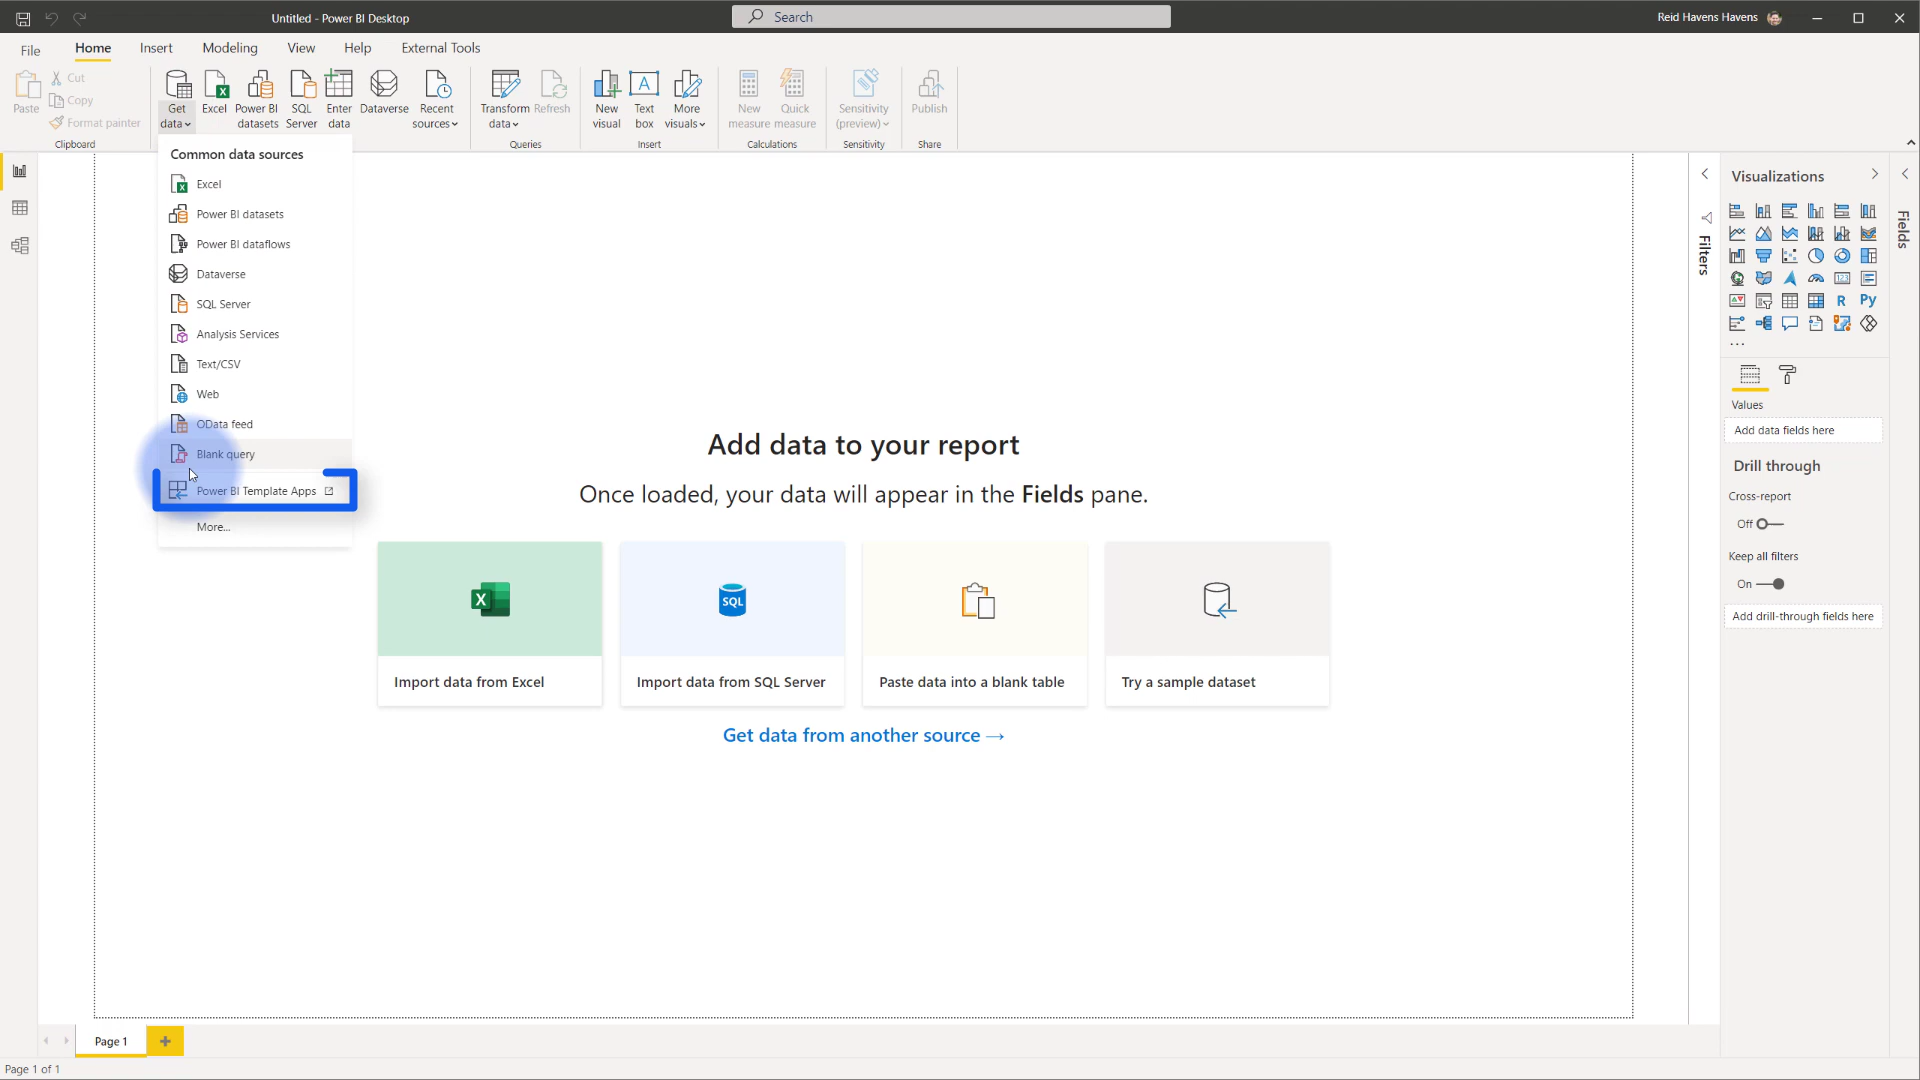 Untitled - Power BI Desktop
Search
Reid Havens Havens
File
Home
Insert
Modeling
View
Help
External Tools
Paste
Cut
Copy
Format painter
Clipboard
Get data
Excel
Power BI datasets
SQL Server
Enter data
Dataverse
Recent sources
Transform data
Refresh
Queries
New visual
Text box
More visuals
Insert
New measure
Quick measure
Calculations
Sensitivity (preview)
Sensitivity
Publish
Share
Common data sources
Excel
Power BI datasets
Power BI dataflows
Dataverse
SQL Server
Analysis Services
Text/CSV
Web
OData feed
Blank query
Power BI Template Apps
More...
Add data to your report
Once loaded, your data will appear in the Fields pane.
SQL
Import data from Excel
Import data from SQL Server
Paste data into a blank table
Try a sample dataset
Get data from another source →
Filters
Visualizations
123
R
Py
...
Values
Add data fields here
Drill through
Cross-report
Off
Keep all filters
On
Add drill-through fields here
Fields
Page 1
Page 1 of 1